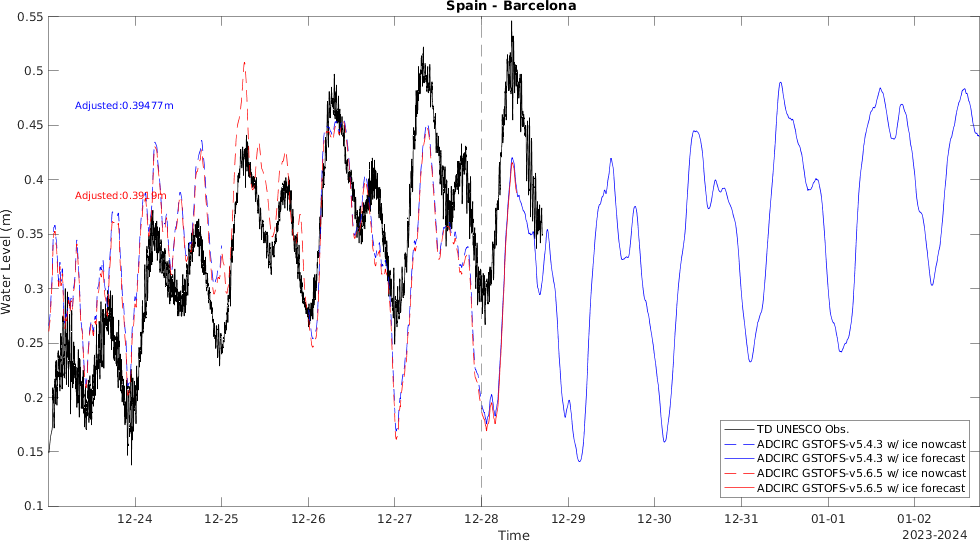 Spain - Barcelona
0.55
0.5
0.45
0.4
0.35
0.3
0.25
0.2
0.15
0.1
Water Level (m)
Adjusted:0.39477m
Adjusted:0.3919m
TD UNESCO Obs.
ADCIRC GSTOFS-v5.4.3 w/ ice nowcast
ADCIRC GSTOFS-v5.4.3 w/ ice forecast
ADCIRC GSTOFS-v5.6.5 w/ ice nowcast
ADCIRC GSTOFS-v5.6.5 w/ ice forecast
12-24 12-25 12-26 12-27 12-28 12-29 12-30 12-31 01-01 01-02
Time
2023-2024